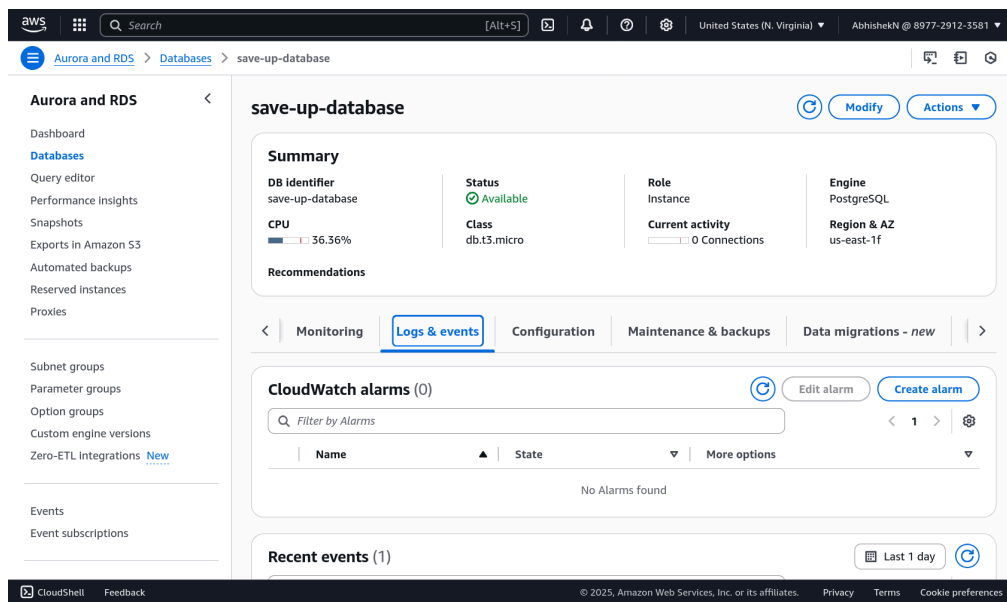 aws Search [Alt+S] United States (N. Virginia) ▼ AbhishekN @ 8977-2912-3581 ▼
Aurora and RDS > Databases > save-up-database
Aurora and RDS
Dashboard
Databases
Query editor
Performance insights
Snapshots
Exports in Amazon S3
Automated backups
Reserved instances
Proxies
Subnet groups
Parameter groups
Option groups
Custom engine versions
Zero-ETL integrations New
Events
Event subscriptions
save-up-database Modify Actions ▼
Summary
DB identifier Status Role Engine
save-up-database Available Instance PostgreSQL
CPU Class Current activity Region & AZ
36.36% db.t3.micro 0 Connections us-east-1f
Recommendations
Monitoring Logs & events Configuration Maintenance & backups Data migrations - new
CloudWatch alarms (0) Edit alarm Create alarm
Filter by Alarms < 1 >
Name ▲ State ▽ More options ▽
No Alarms found
Recent events (1) Last 1 day
CloudShell Feedback © 2025, Amazon Web Services, Inc. or its affiliates. Privacy Terms Cookie preferences